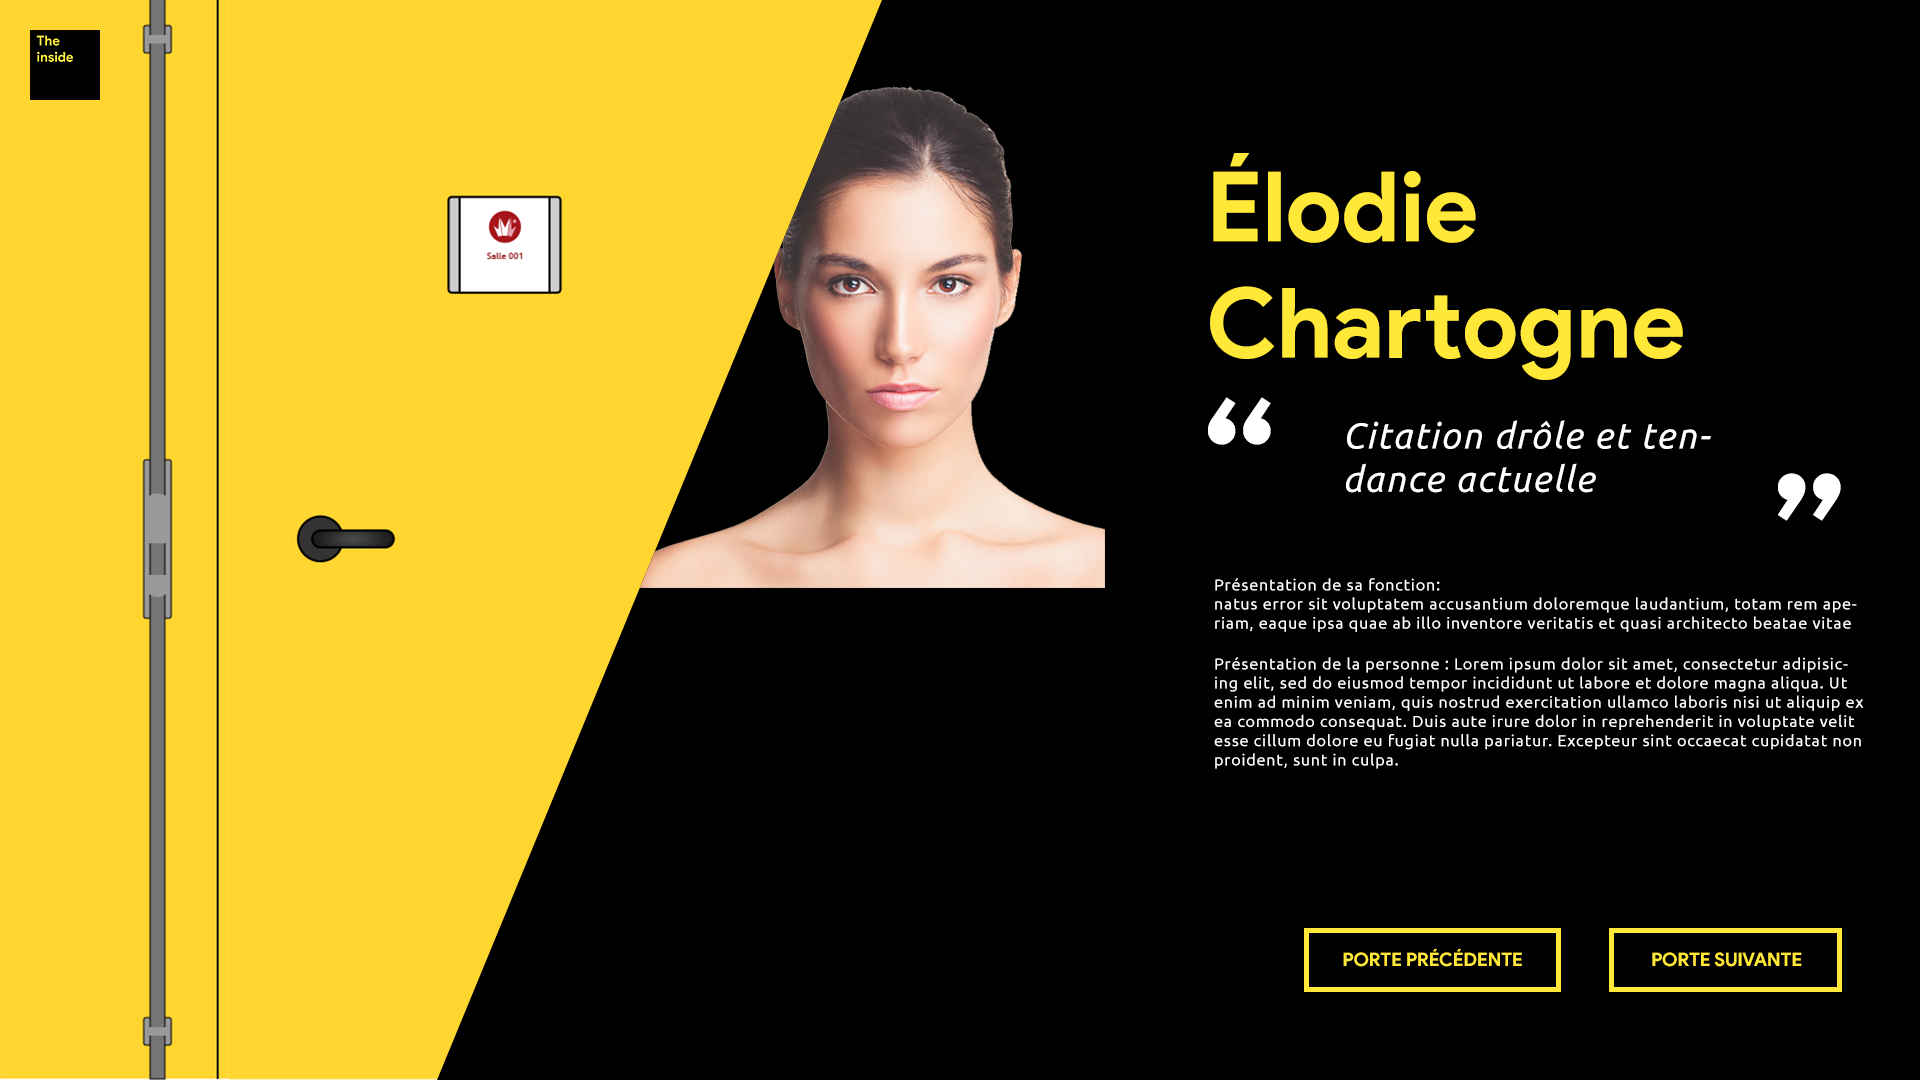 The
inside
Salle 001
Élodie
Chartogne
“ Citation drôle et ten-
dance actuelle ”
Présentation de sa fonction:
natus error sit voluptatem accusantium doloremque laudantium, totam rem ape-
riam, eaque ipsa quae ab illo inventore veritatis et quasi architecto beatae vitae
Présentation de la personne : Lorem ipsum dolor sit amet, consectetur adipisic-
ing elit, sed do eiusmod tempor incididunt ut labore et dolore magna aliqua. Ut
enim ad minim veniam, quis nostrud exercitation ullamco laboris nisi ut aliquip ex
ea commodo consequat. Duis aute irure dolor in reprehenderit in voluptate velit
esse cillum dolore eu fugiat nulla pariatur. Excepteur sint occaecat cupidatat non
proident, sunt in culpa.
PORTE PRÉCÉDENTE
PORTE SUIVANTE